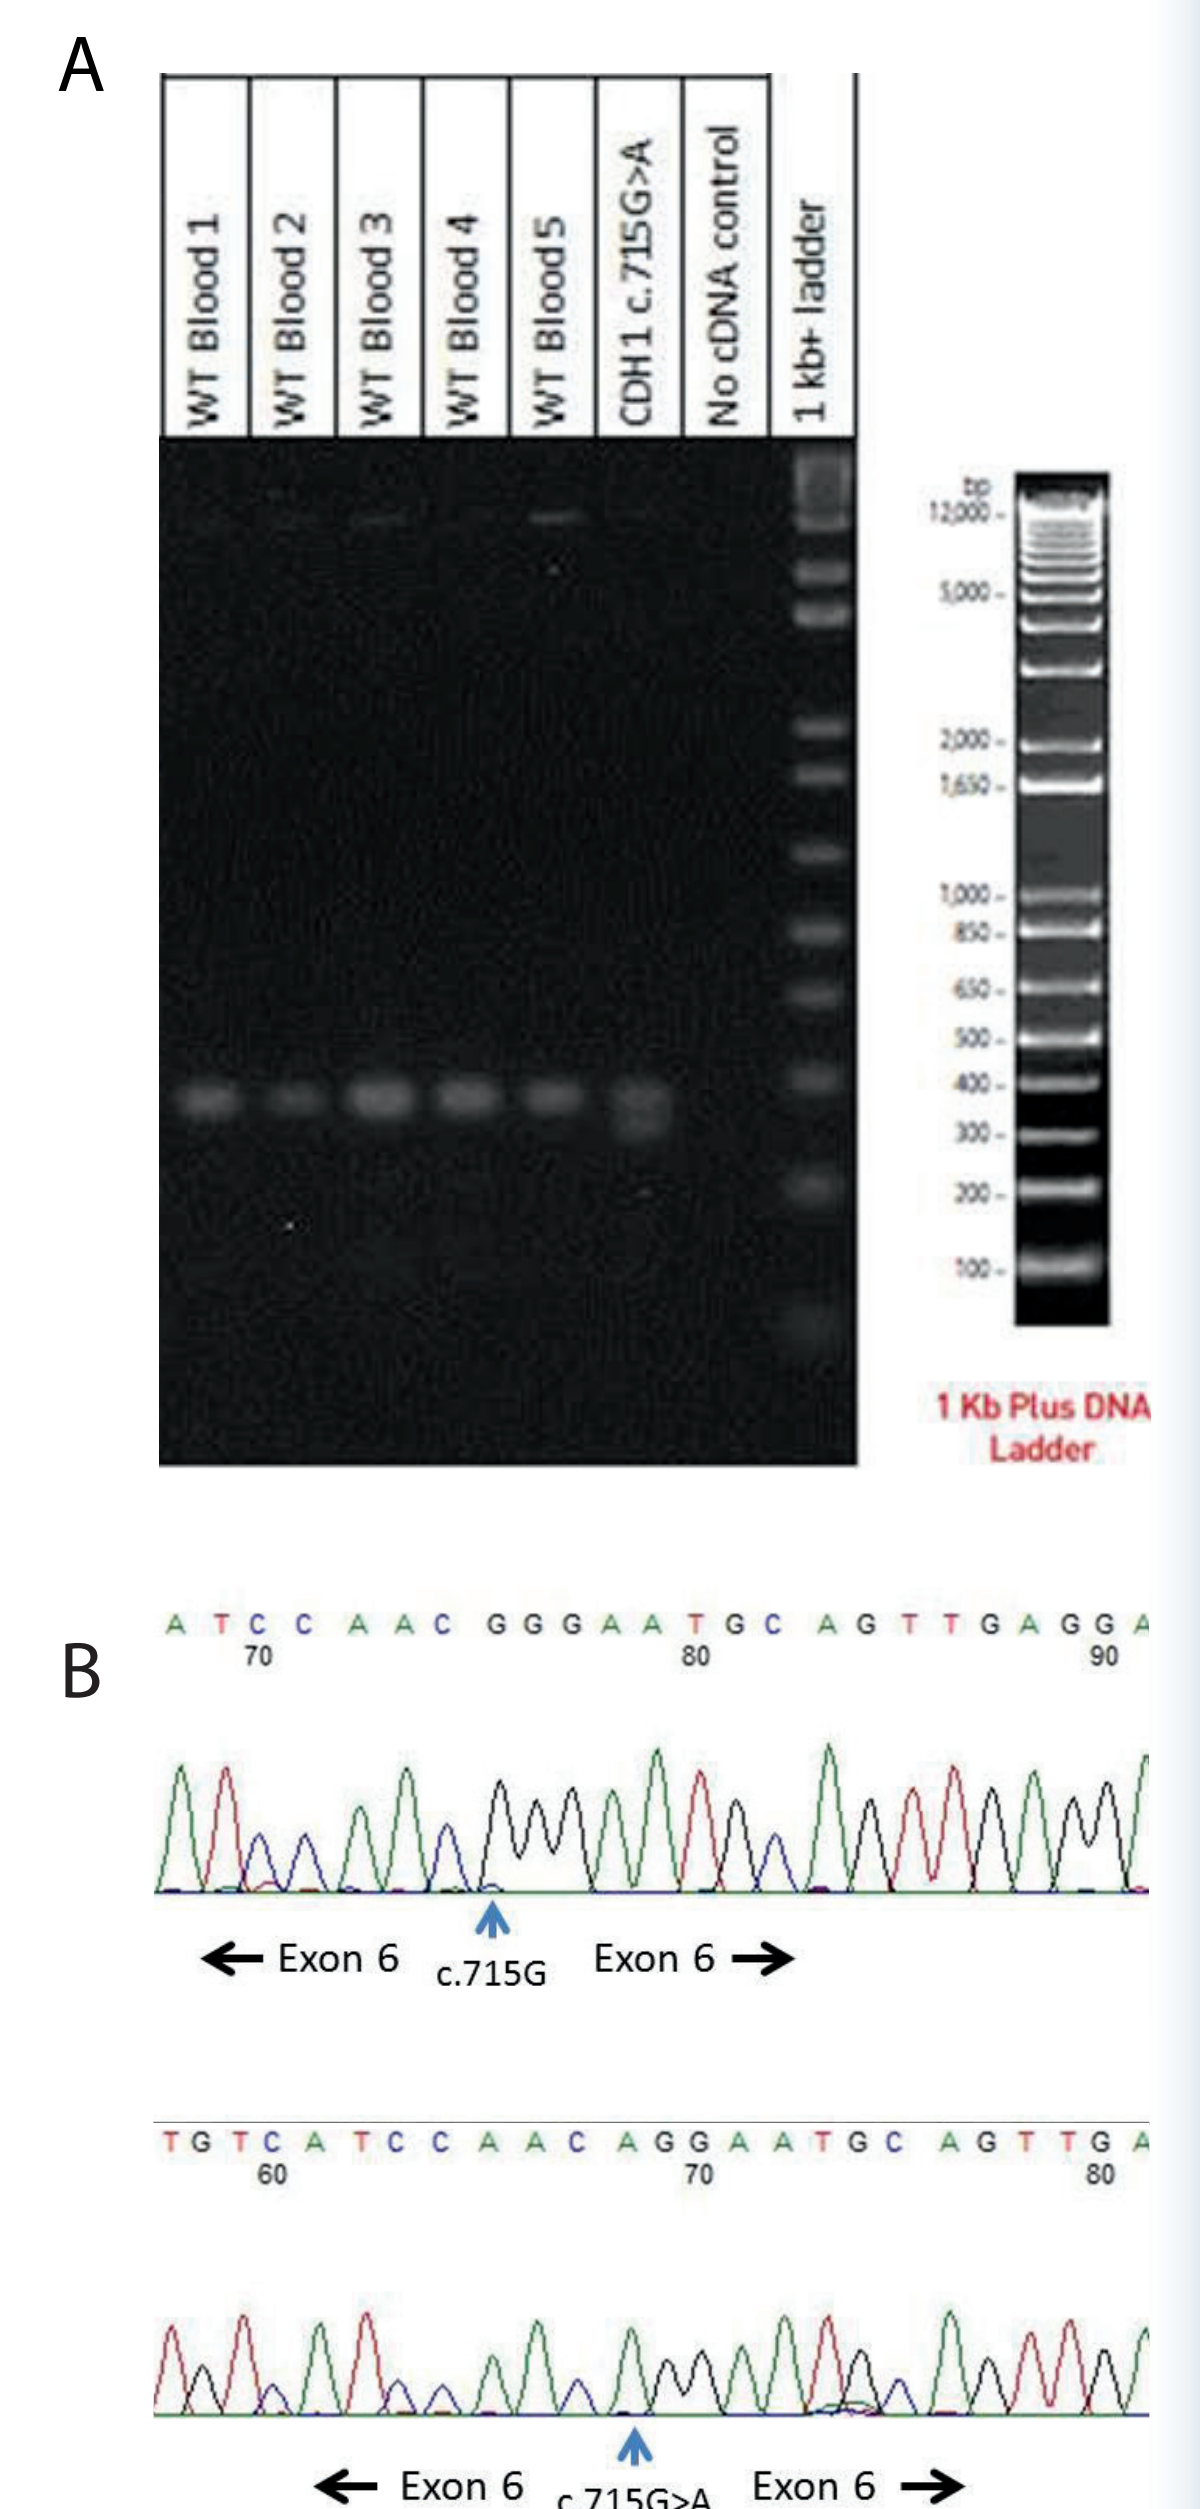 A
WT Blood 1
WT Blood 2
WT Blood 3
WT Blood 4
WT Blood 5
CDH1 c.715G>A
No cDNA control
1 kb+ ladder
bp
12,000
5,000
2,000
1,650
1,000
850
650
500
400
300
200
100
1 Kb Plus DNA
Ladder
B
A T C C A A C G G G A A T G C A G T T G A G G A
70 80 90
Exon 6 c.715G Exon 6
T G T C A T C C A A C A G G A A T G C A G T T G A
60 70 80
Exon 6 c.715G>A Exon 6